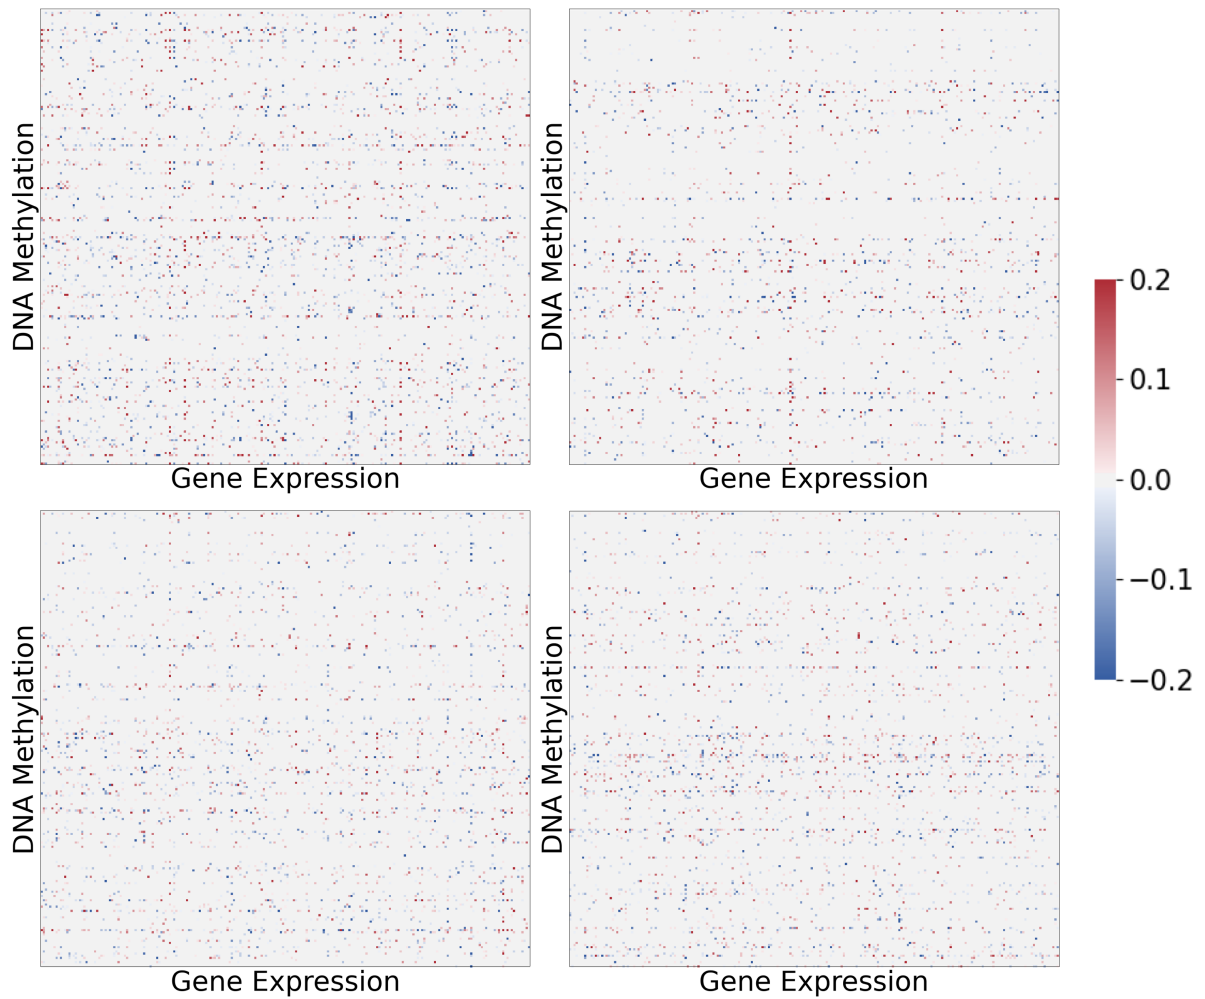 DNA Methylation
Gene Expression
DNA Methylation
Gene Expression
DNA Methylation
Gene Expression
DNA Methylation
Gene Expression
0.2
0.1
0.0
−0.1
−0.2